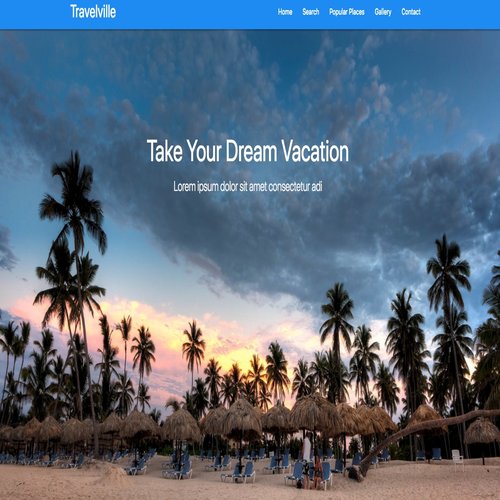 Travelville
Home Search Popular Places Gallery Contact
Take Your Dream Vacation
Lorem ipsum dolor sit amet consectetur adi